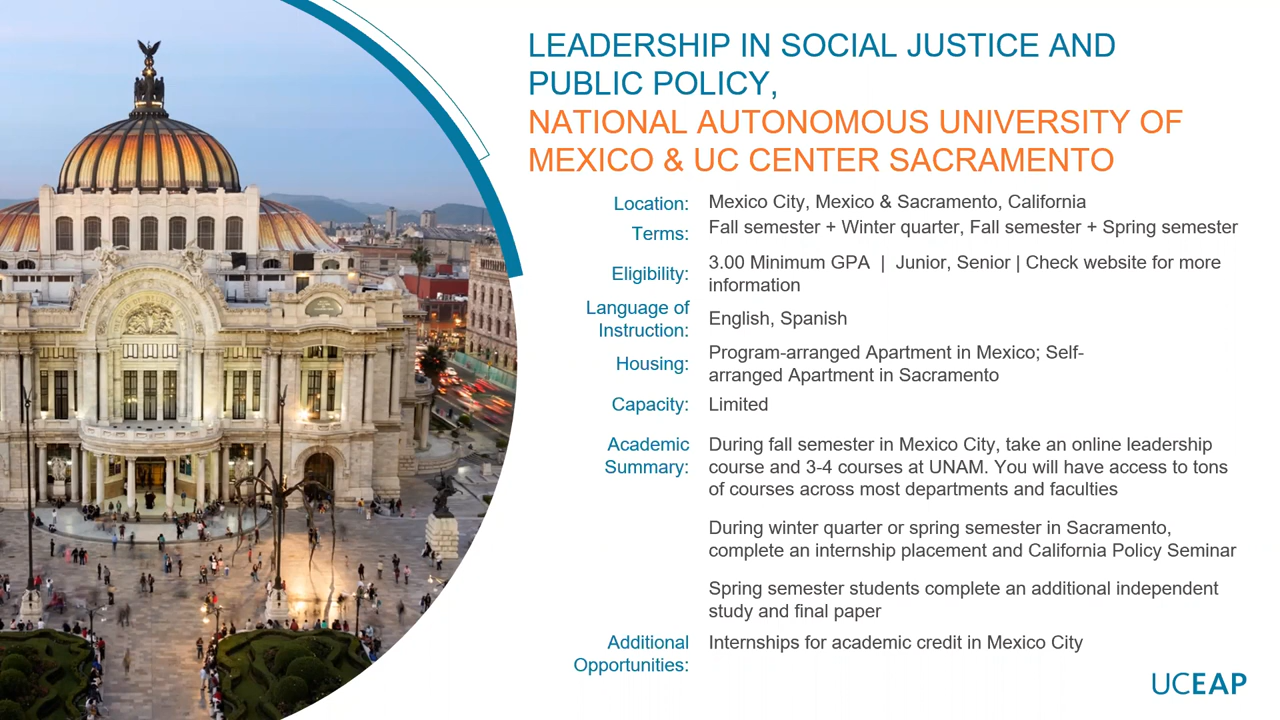 LEADERSHIP IN SOCIAL JUSTICE AND
PUBLIC POLICY,
NATIONAL AUTONOMOUS UNIVERSITY OF
MEXICO & UC CENTER SACRAMENTO
Location: Mexico City, Mexico & Sacramento, California
Terms: Fall semester + Winter quarter, Fall semester + Spring semester
Eligibility: 3.00 Minimum GPA | Junior, Senior | Check website for more
information
Language of
Instruction: English, Spanish
Housing: Program-arranged Apartment in Mexico; Self-
arranged Apartment in Sacramento
Capacity: Limited
Academic
Summary: During fall semester in Mexico City, take an online leadership
course and 3-4 courses at UNAM. You will have access to tons
of courses across most departments and faculties
During winter quarter or spring semester in Sacramento,
complete an internship placement and California Policy Seminar
Spring semester students complete an additional independent
study and final paper
Additional
Opportunities: Internships for academic credit in Mexico City
UCEAP